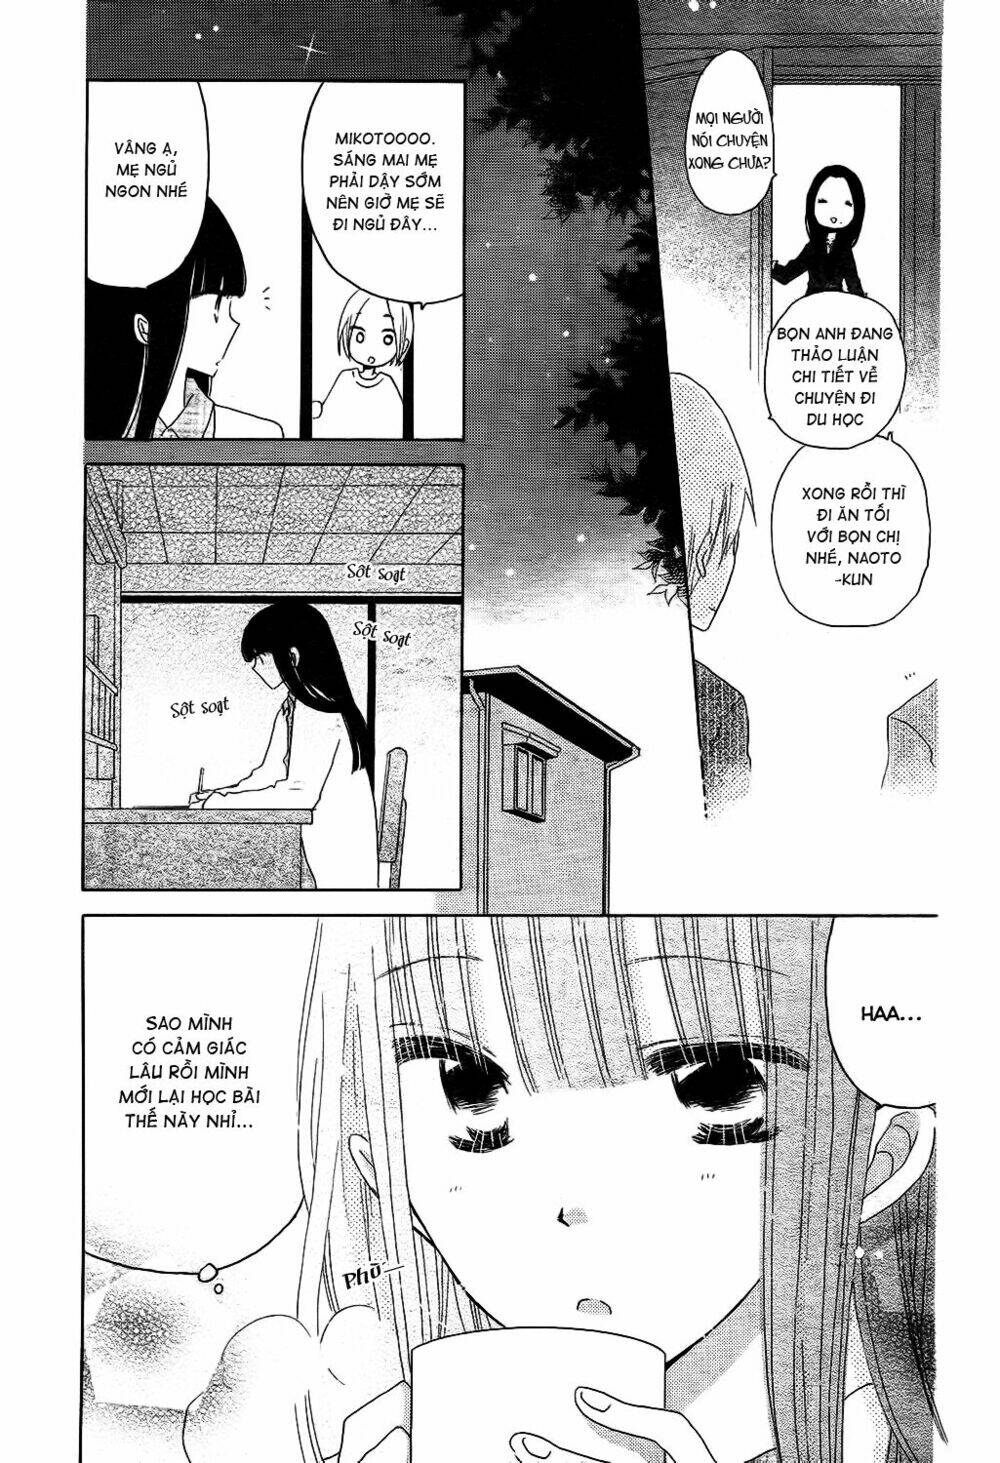 MỌI NGƯỜI
NÓI CHUYỆN
XONG CHƯA?
BỌN ANH ĐANG
THẢO LUẬN
CHI TIẾT VỀ
CHUYỆN ĐI
DU HỌC
XONG RỒI THÌ
ĐI ĂN TỐI
VỚI BỌN CHỊ
NHÉ, NAOTO
-KUN
MIKOTOOOO.
SÁNG MAI MẸ
PHẢI DẬY SỚM
NÊN GIỜ MẸ SẼ
ĐI NGỦ ĐÂY...
VÂNG Ạ,
MẸ NGỦ
NGON NHÉ
Sột soạt
Sột soạt
Sột soạt
HAA...
SAO MÌNH
CÓ CẢM GIÁC
LÂU RỒI MÌNH
MỚI LẠI HỌC BÀI
THẾ NÀY NHỈ...
Phò—